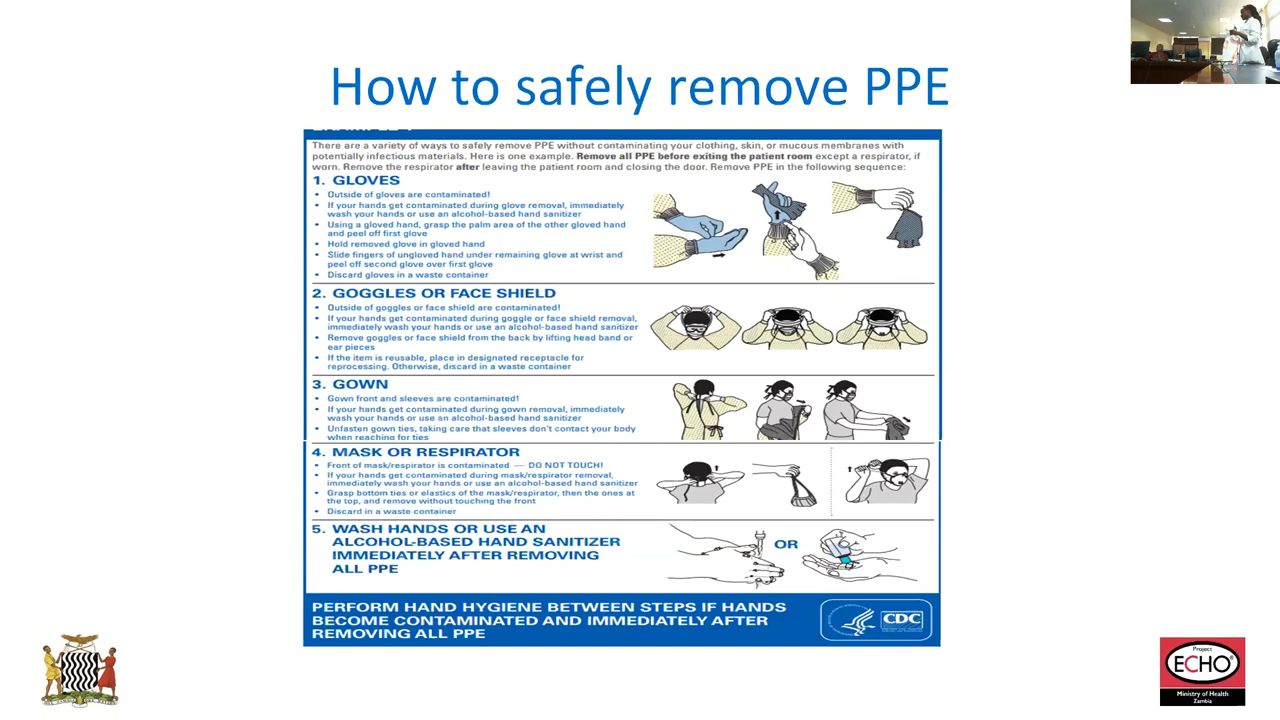 How to safely remove PPE
There are a variety of ways to safely remove PPE without contaminating your clothing, skin, or mucous membranes with
potentially infectious materials. Here is one example. Remove all PPE before exiting the patient room except a respirator, if
worn. Remove the respirator after leaving the patient room and closing the door. Remove PPE in the following sequence:
1. GLOVES
• Outside of gloves are contaminated!
• If your hands get contaminated during glove removal, immediately
wash your hands or use an alcohol-based hand sanitizer
• Using a gloved hand, grasp the palm area of the other gloved hand
and peel off first glove
• Hold removed glove in gloved hand
• Slide fingers of ungloved hand under remaining glove at wrist and
peel off second glove over first glove
• Discard gloves in a waste container
2. GOGGLES OR FACE SHIELD
• Outside of goggles or face shield are contaminated!
• If your hands get contaminated during goggle or face shield removal,
immediately wash your hands or use an alcohol-based hand sanitizer
• Remove goggles or face shield from the back by lifting head band or
ear pieces
• If the item is reusable, place in designated receptacle for
reprocessing. Otherwise, discard in a waste container
3. GOWN
• Gown front and sleeves are contaminated!
• If your hands get contaminated during gown removal, immediately
wash your hands or use an alcohol-based hand sanitizer
• Unfasten gown ties, taking care that sleeves don't contact your body
when reaching for ties
4. MASK OR RESPIRATOR
• Front of mask/respirator is contaminated — DO NOT TOUCH!
• If your hands get contaminated during mask/respirator removal,
immediately wash your hands or use an alcohol-based hand sanitizer
• Grasp bottom ties or elastics of the mask/respirator, then the ones at
the top, and remove without touching the front
• Discard in a waste container
5. WASH HANDS OR USE AN
ALCOHOL-BASED HAND SANITIZER
IMMEDIATELY AFTER REMOVING
ALL PPE
OR
PERFORM HAND HYGIENE BETWEEN STEPS IF HANDS
BECOME CONTAMINATED AND IMMEDIATELY AFTER
REMOVING ALL PPE
CDC
Project
ECHO®
Ministry of Health
Zambia